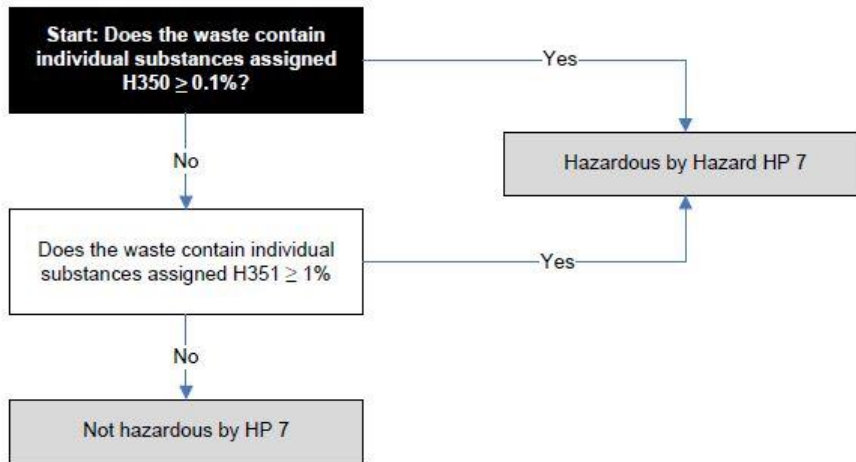 Start: Does the waste contain
individual substances assigned
H350 ≥ 0.1%?
Yes
No
Hazardous by Hazard HP 7
Does the waste contain individual
substances assigned H351 ≥ 1%
Yes
No
Not hazardous by HP 7